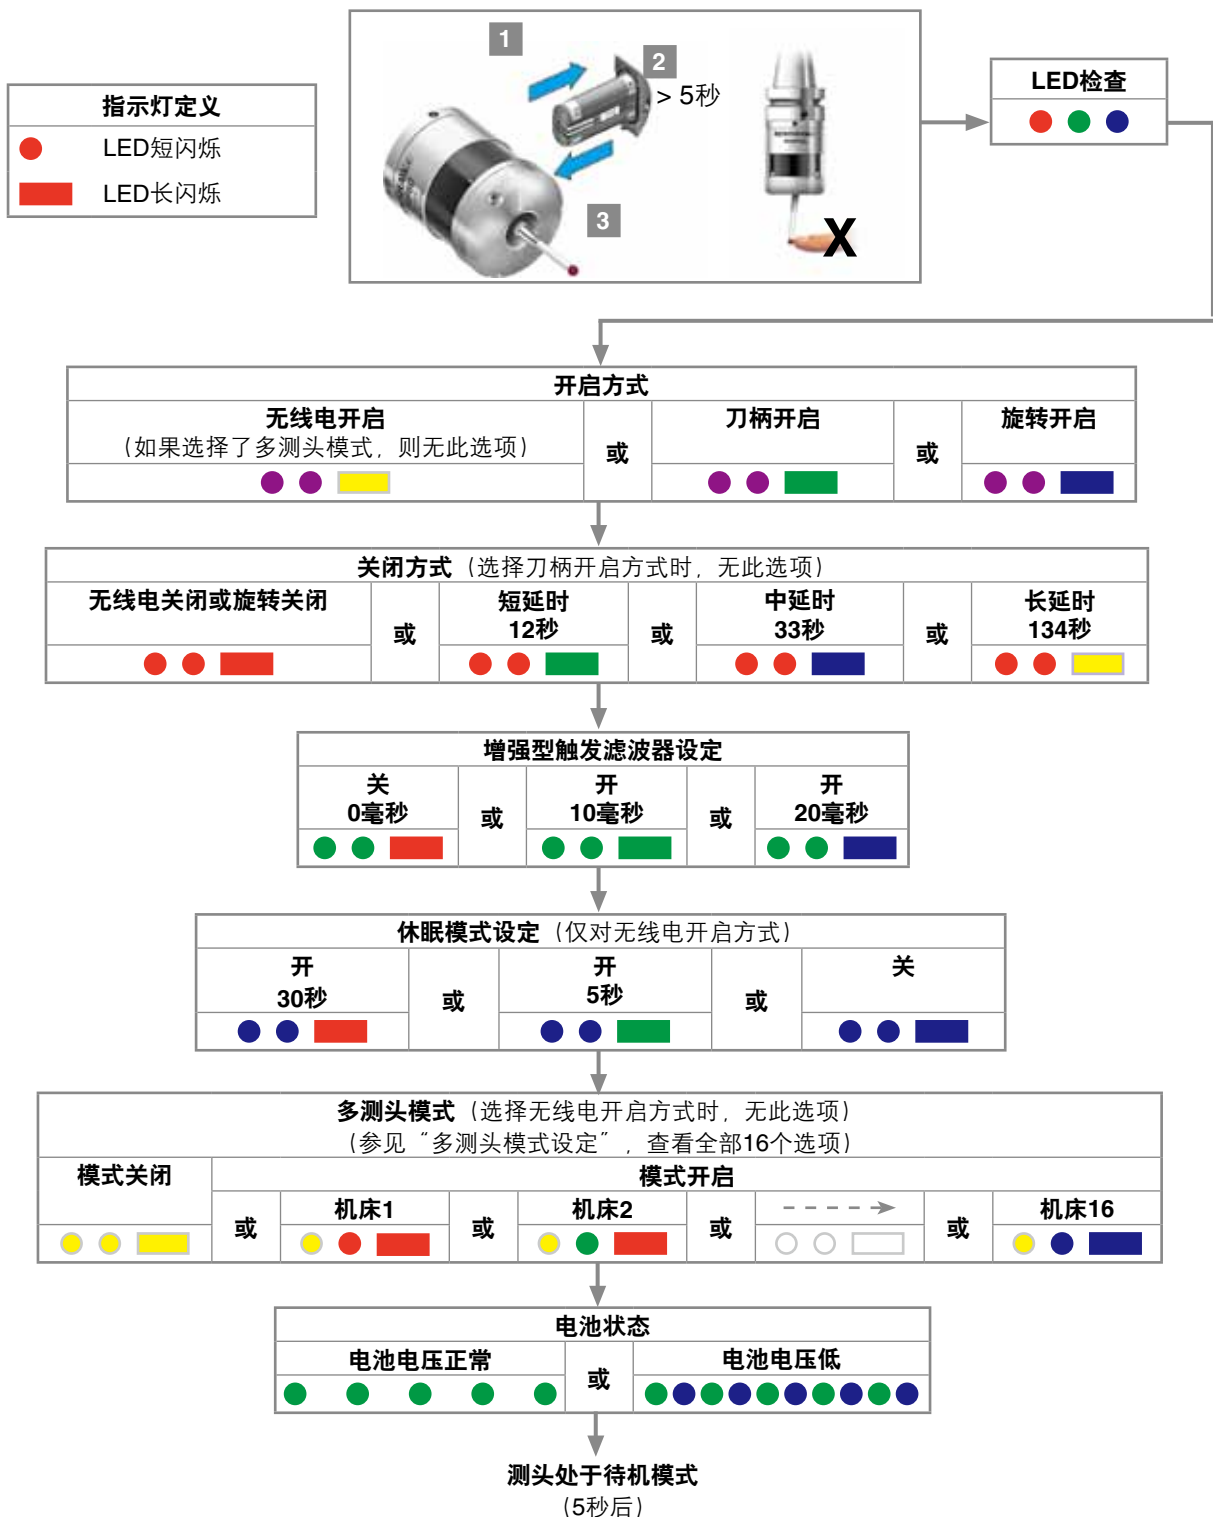 1
2
> 5秒
3
X
LED检查
指示灯定义
LED短闪烁
LED长闪烁
开启方式
无线电开启
（如果选择了多测头模式，则无此选项）
或
刀柄开启
或
旋转开启
关闭方式（选择刀柄开启方式时，无此选项）
无线电关闭或旋转关闭
或
短延时
12秒
或
中延时
33秒
或
长延时
134秒
增强型触发滤波器设定
关
0毫秒
或
开
10毫秒
或
开
20毫秒
休眠模式设定（仅对无线电开启方式）
开
30秒
或
开
5秒
或
关
多测头模式（选择无线电开启方式时，无此选项）
（参见“多测头模式设定”，查看全部16个选项）
模式关闭
模式开启
或
机床1
或
机床2
或
或
机床16
电池状态
电池电压正常
或
电池电压低
测头处于待机模式
（5秒后）